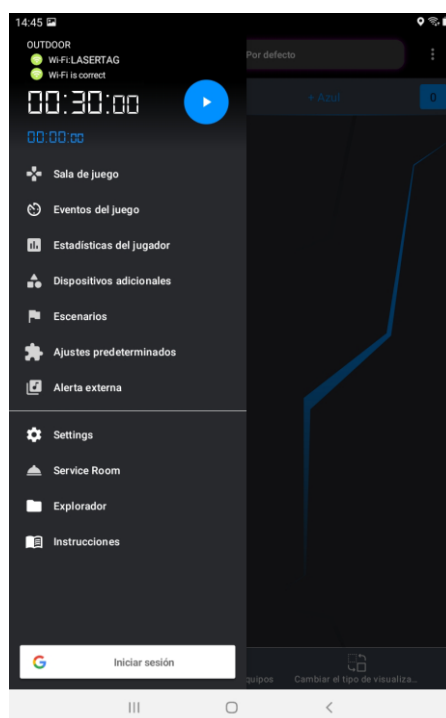 14:45
OUTDOOR
Wi-Fi:LASERTAG
Wi-Fi is correct
00:30:00
00:00:00
Por defecto
+ Azul
0
Sala de juego
Eventos del juego
Estadísticas del jugador
Dispositivos adicionales
Escenarios
Ajustes predeterminados
Alerta externa
Settings
Service Room
Explorador
Instrucciones
G
Iniciar sesión
quipos
Cambiar el tipo de visualiza...